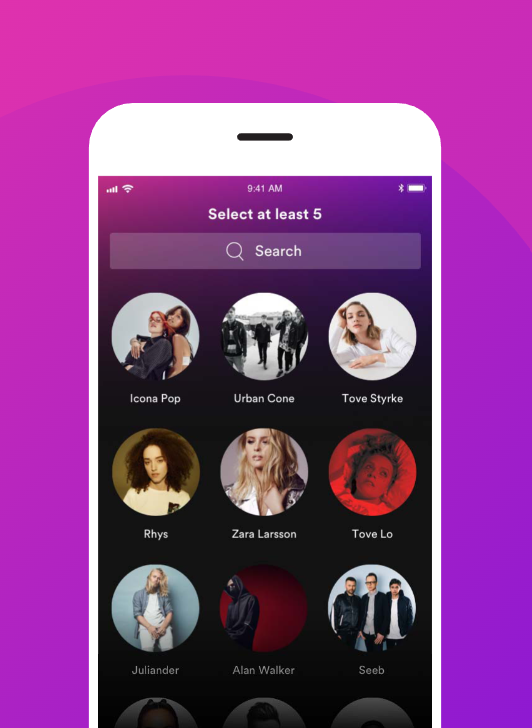 9:41 AM
Select at least 5
Search
Icona Pop
Urban Cone
Tove Styrke
Rhys
Zara Larsson
Tove Lo
Juliander
Alan Walker
Seeb